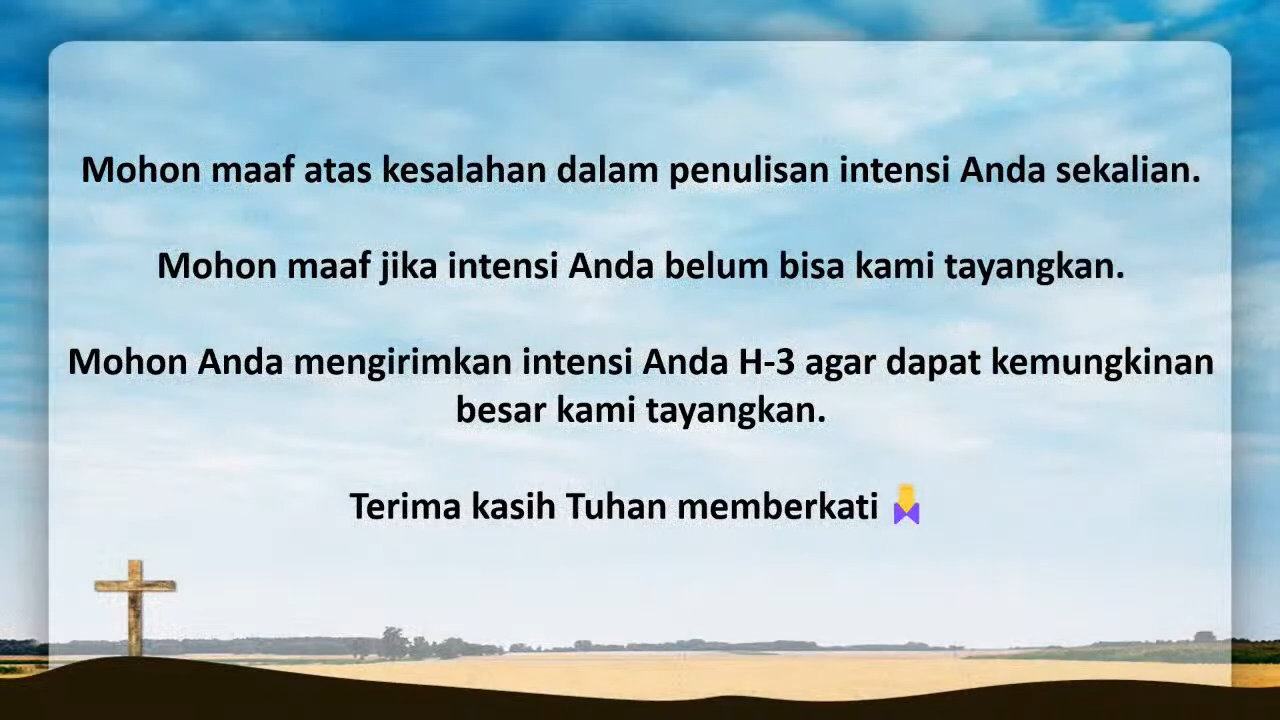 Mohon maaf atas kesalahan dalam penulisan intensi Anda sekalian.
Mohon maaf jika intensi Anda belum bisa kami tayangkan.
Mohon Anda mengirimkan intensi Anda H-3 agar dapat kemungkinan
besar kami tayangkan.
Terima kasih Tuhan memberkati